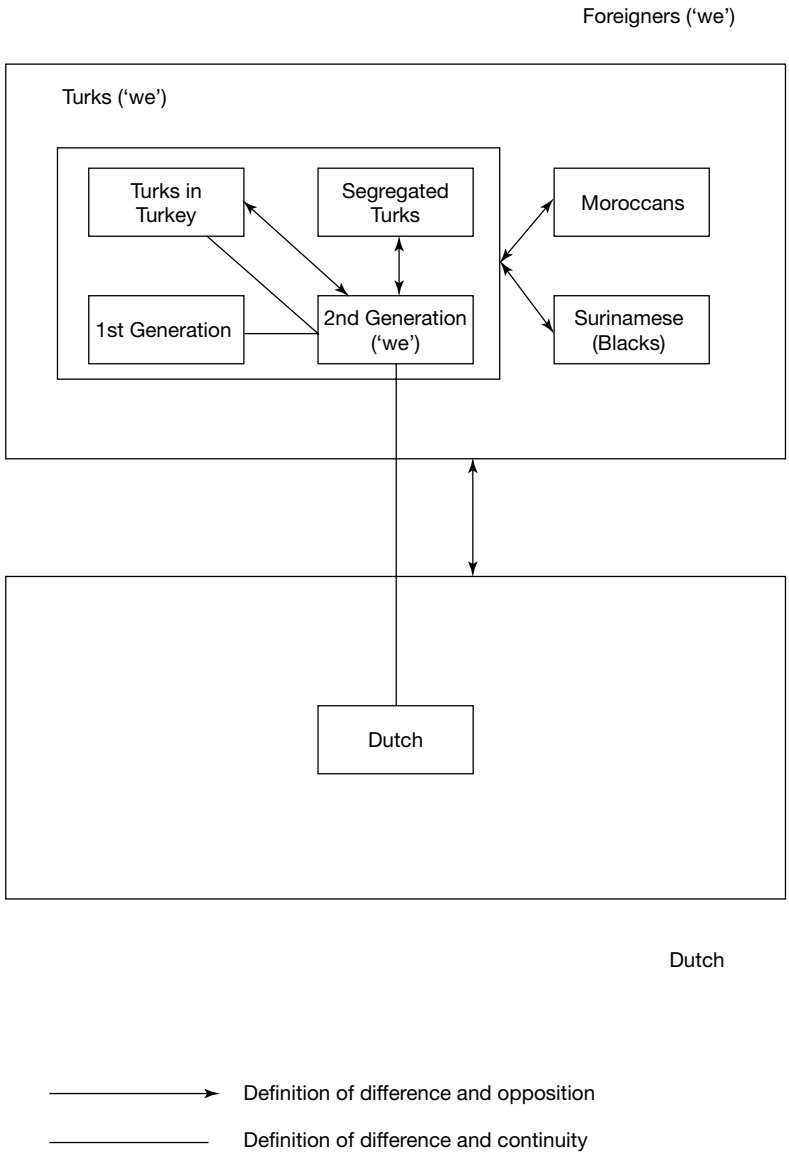 Foreigners (‘we’)
Turks (‘we’)
Turks in
Turkey
Segregated
Turks
Moroccans
1st Generation
2nd Generation
(‘we’)
Surinamese
(Blacks)
Dutch
Dutch
Definition of difference and opposition
Definition of difference and continuity